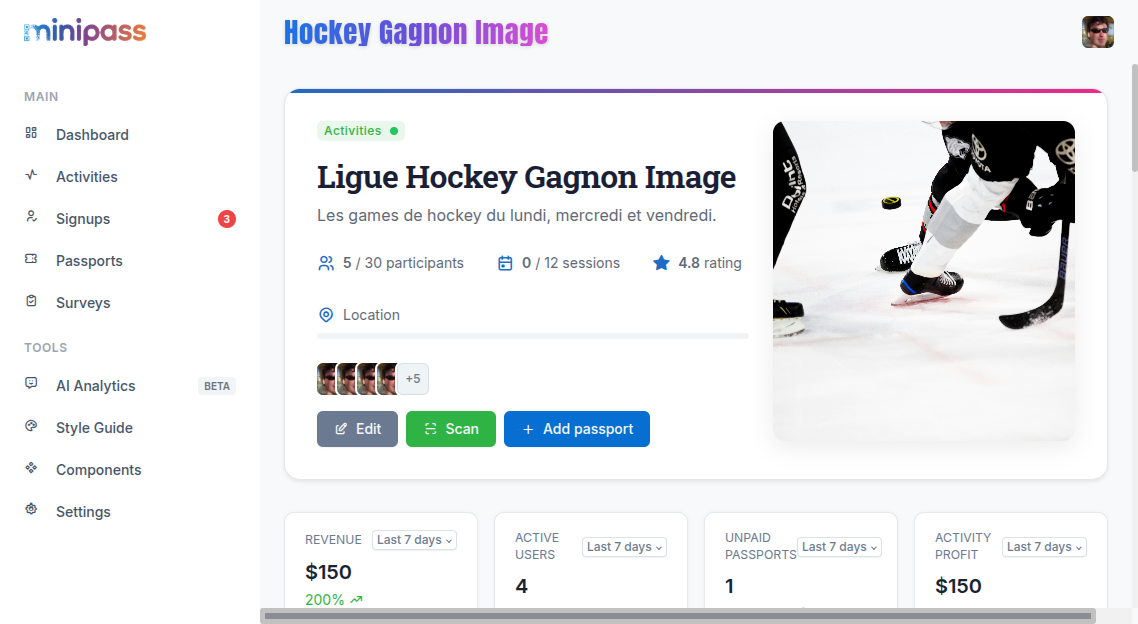 minipass
Hockey Gagnon Image
MAIN
Dashboard
Activities
Signups 3
Passports
Surveys
TOOLS
AI Analytics BETA
Style Guide
Components
Settings
Activities
Ligue Hockey Gagnon Image
Les games de hockey du lundi, mercredi et vendredi.
5 / 30 participants 0 / 12 sessions 4.8 rating
Location
+5
Edit Scan Add passport
REVENUE Last 7 days
$150
200%
ACTIVE USERS Last 7 days
4
UNPAID PASSPORTS Last 7 days
1
ACTIVITY PROFIT Last 7 days
$150